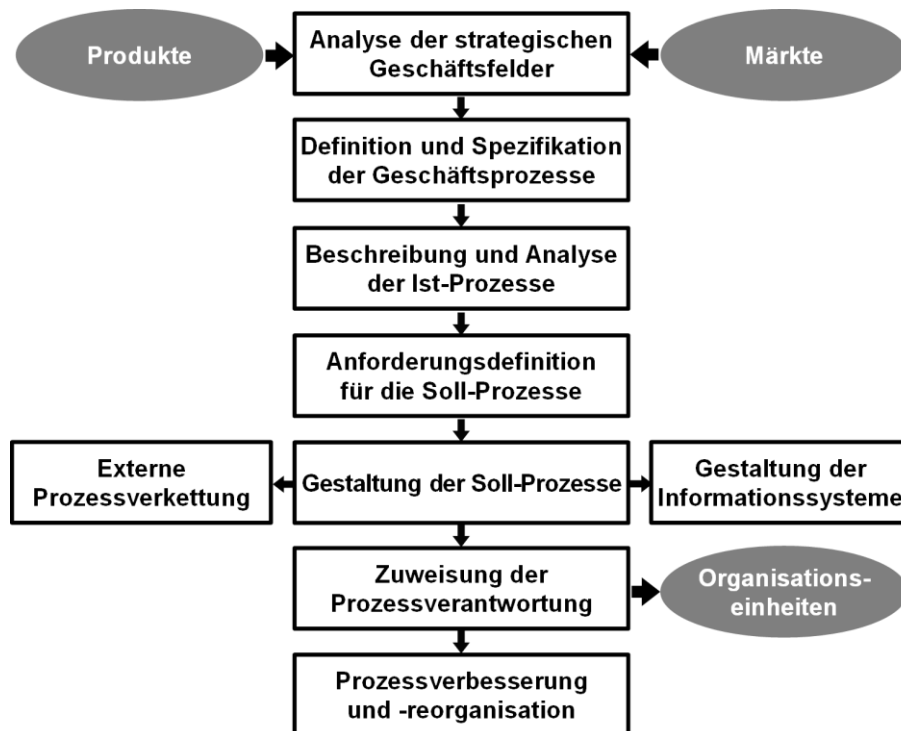 Produkte
Analyse der strategischen
Geschäftsfelder
Märkte
Definition und Spezifikation
der Geschäftsprozesse
Beschreibung und Analyse
der Ist-Prozesse
Anforderungsdefinition
für die Soll-Prozesse
Externe
Prozessverkettung
Gestaltung der Soll-Prozesse
Gestaltung der
Informationssysteme
Zuweisung der
Prozessverantwortung
Organisations-
einheiten
Prozessverbesserung
und -reorganisation